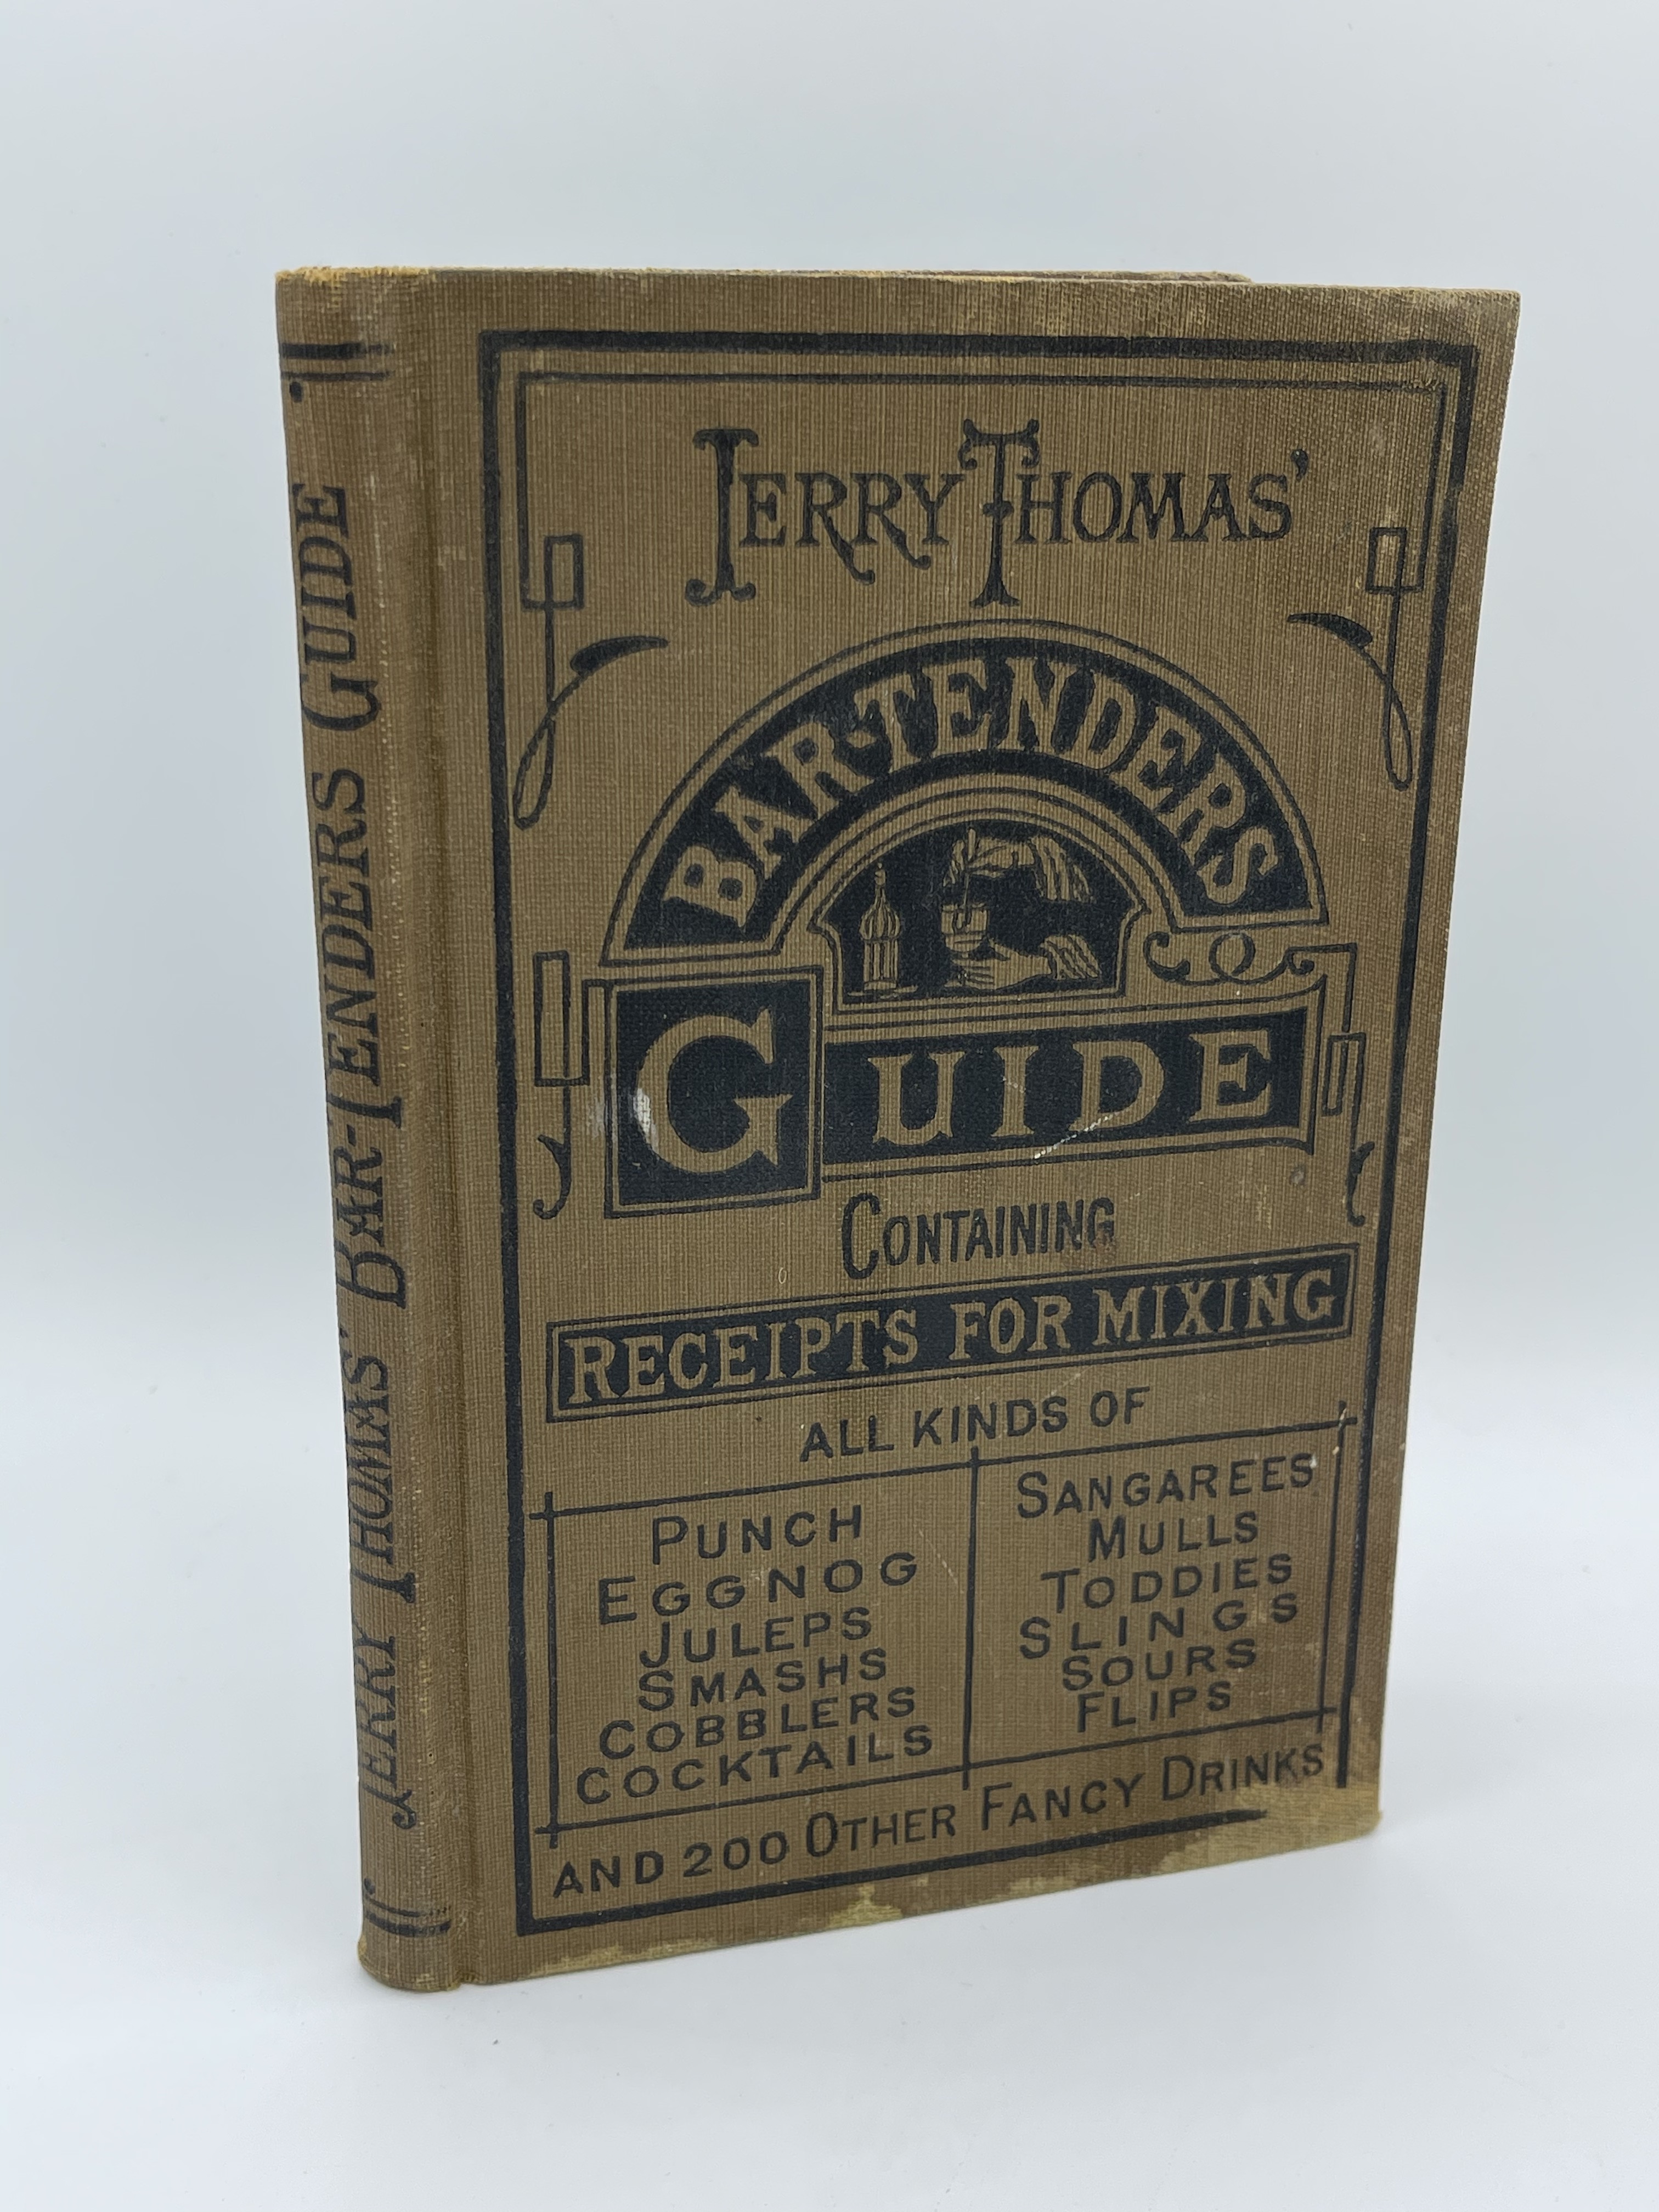 JERRY THOMAS' BAR-TENDERS GUIDE
JERRY THOMAS'
BAR-TENDERS
GUIDE
CONTAINING
RECEIPTS FOR MIXING
ALL KINDS OF
PUNCH
EGGNOG
JULEPS
SMASHS
COBBLERS
COCKTAILS
SANGAREES
MULLS
TODDIES
SLINGS
SOURS
FLIPS
AND 200 OTHER FANCY DRINKS